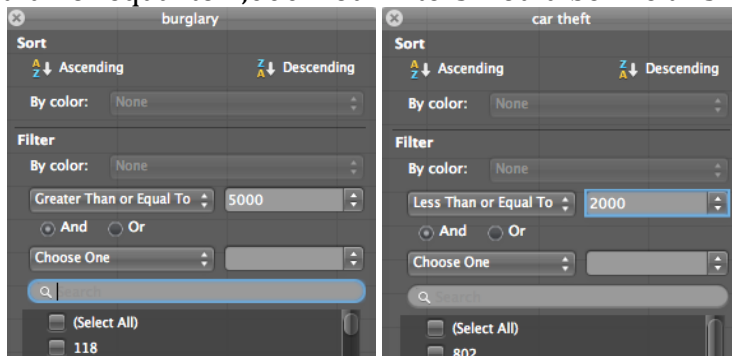 burglary
Sort
Ascending
Descending
By color: None
Filter
By color: None
Greater Than or Equal To 5000
And Or
Choose One
Search
(Select All)
118
car theft
Sort
Ascending
Descending
By color: None
Filter
By color: None
Less Than or Equal To 2000
And Or
Choose One
Search
(Select All)
802